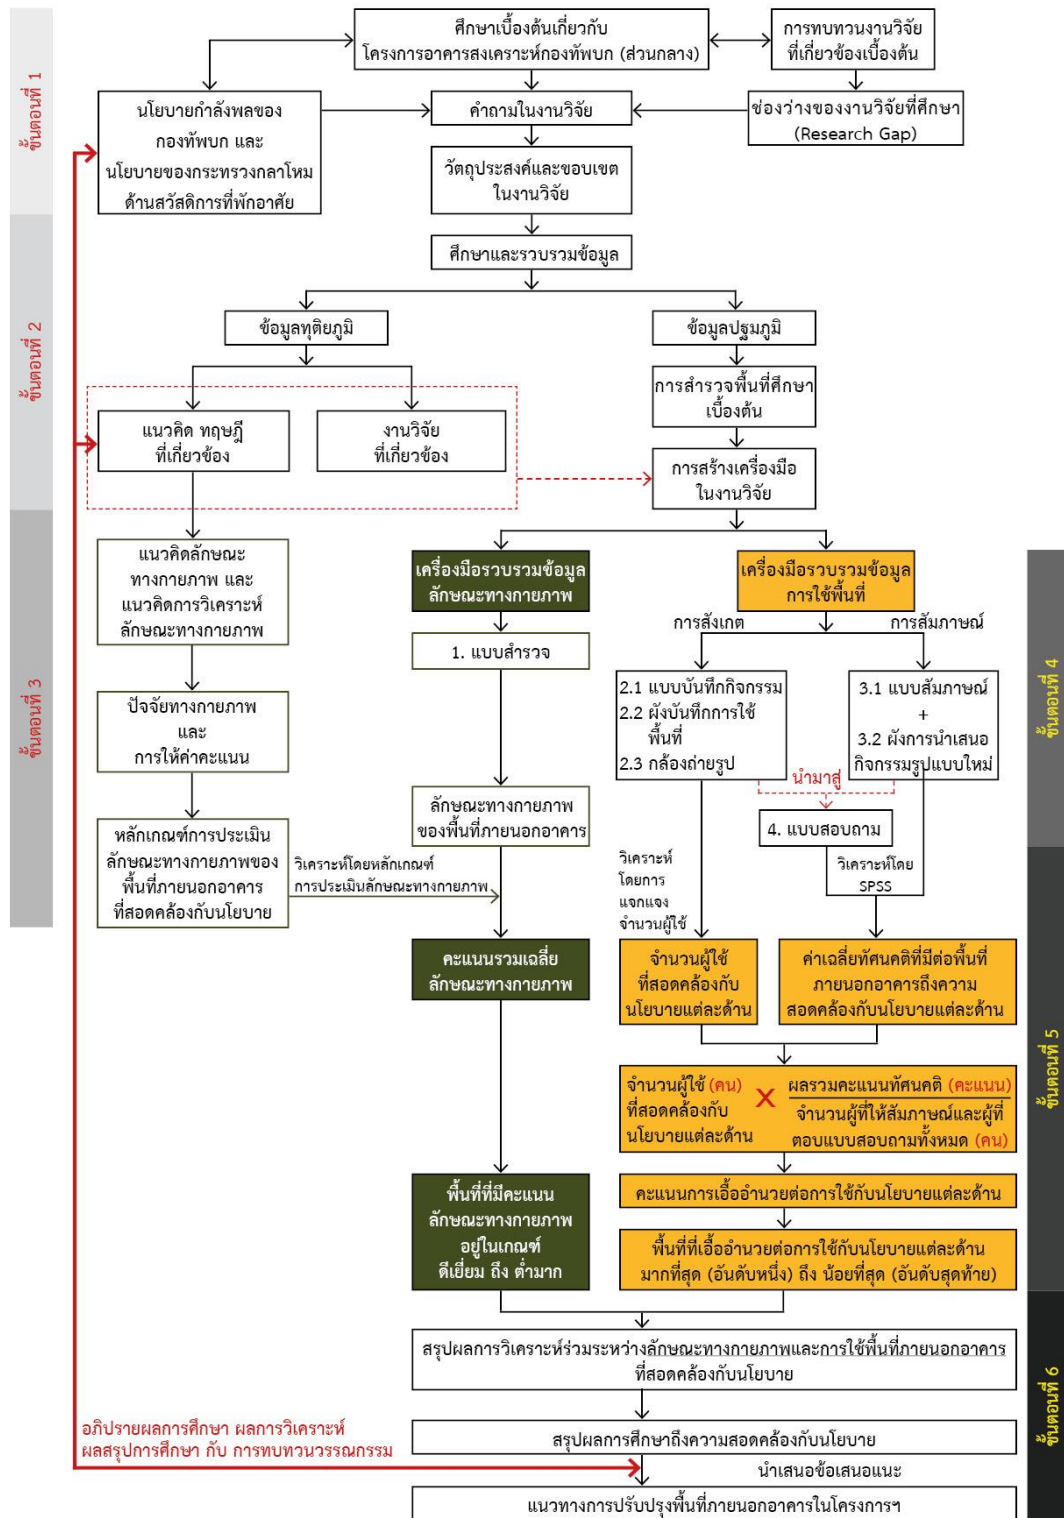 ขั้นตอนที่ 1
ศึกษาเบื้องต้นเกี่ยวกับ
โครงการอาคารสงเคราะห์กองทัพบก (ส่วนกลาง)
การทบทวนงานวิจัย
ที่เกี่ยวข้องเบื้องต้น
นโยบายกำลังพลของ
กองทัพบก และ
นโยบายของกระทรวงกลาโหม
ด้านสวัสดิการที่พักอาศัย
คำถามในงานวิจัย
ช่องว่างของงานวิจัยที่ศึกษา
(Research Gap)
วัตถุประสงค์และขอบเขต
ในงานวิจัย
ขั้นตอนที่ 2
ศึกษาและรวบรวมข้อมูล
ข้อมูลทุติยภูมิ
ข้อมูลปฐมภูมิ
การสำรวจพื้นที่ศึกษา
เบื้องต้น
แนวคิด ทฤษฎี
ที่เกี่ยวข้อง
งานวิจัย
ที่เกี่ยวข้อง
การสร้างเครื่องมือ
ในงานวิจัย
ขั้นตอนที่ 3
แนวคิดลักษณะ
ทางกายภาพ และ
แนวคิดการวิเคราะห์
ลักษณะทางกายภาพ
ปัจจัยทางกายภาพ
และ
การให้ค่าคะแนน
หลักเกณฑ์การประเมิน
ลักษณะทางกายภาพของ
พื้นที่ภายนอกอาคาร
ที่สอดคล้องกับนโยบาย
วิเคราะห์โดยหลักเกณฑ์
การประเมินลักษณะทางกายภาพ
เครื่องมือรวบรวมข้อมูล
ลักษณะทางกายภาพ
1. แบบสำรวจ
ลักษณะทางกายภาพ
ของพื้นที่ภายนอกอาคาร
ขั้นตอนที่ 4
เครื่องมือรวบรวมข้อมูล
การใช้พื้นที่
การสังเกต
การสัมภาษณ์
2.1 แบบบันทึกกิจกรรม
2.2 ผังบันทึกการใช้
พื้นที่
2.3 กล้องถ่ายรูป
3.1 แบบสัมภาษณ์
+
3.2 ผังการนำเสนอ
กิจกรรมรูปแบบใหม่
นำมาสู่
4. แบบสอบถาม
วิเคราะห์
โดยการ
แจกแจง
จำนวนผู้ใช้
วิเคราะห์โดย
SPSS
ขั้นตอนที่ 5
คะแนนรวมเฉลี่ย
ลักษณะทางกายภาพ
จำนวนผู้ใช้
ที่สอดคล้องกับ
นโยบายแต่ละด้าน
ค่าเฉลี่ยทัศนคติที่มีต่อพื้นที่
ภายนอกอาคารถึงความ
สอดคล้องกับนโยบายแต่ละด้าน
จำนวนผู้ใช้ (คน)
ที่สอดคล้องกับ
นโยบายแต่ละด้าน
X
ผลรวมคะแนนทัศนคติ (คะแนน)
จำนวนผู้ที่ให้สัมภาษณ์และผู้ที่
ตอบแบบสอบถามทั้งหมด (คน)
พื้นที่ที่มีคะแนน
ลักษณะทางกายภาพ
อยู่ในเกณฑ์
ดีเยี่ยม ถึง ต่ำมาก
คะแนนการเอื้ออำนวยต่อการใช้กับนโยบายแต่ละด้าน
พื้นที่ที่เอื้ออำนวยต่อการใช้กับนโยบายแต่ละด้าน
มากที่สุด (อันดับหนึ่ง) ถึง น้อยที่สุด (อันดับสุดท้าย)
ขั้นตอนที่ 6
สรุปผลการวิเคราะห์ร่วมระหว่างลักษณะทางกายภาพและการใช้พื้นที่ภายนอกอาคาร
ที่สอดคล้องกับนโยบาย
อภิปรายผลการศึกษา ผลการวิเคราะห์
ผลสรุปการศึกษา กับ การทบทวนวรรณกรรม
สรุปผลการศึกษาถึงความสอดคล้องกับนโยบาย
นำเสนอข้อเสนอแนะ
แนวทางการปรับปรุงพื้นที่ภายนอกอาคารในโครงการฯ